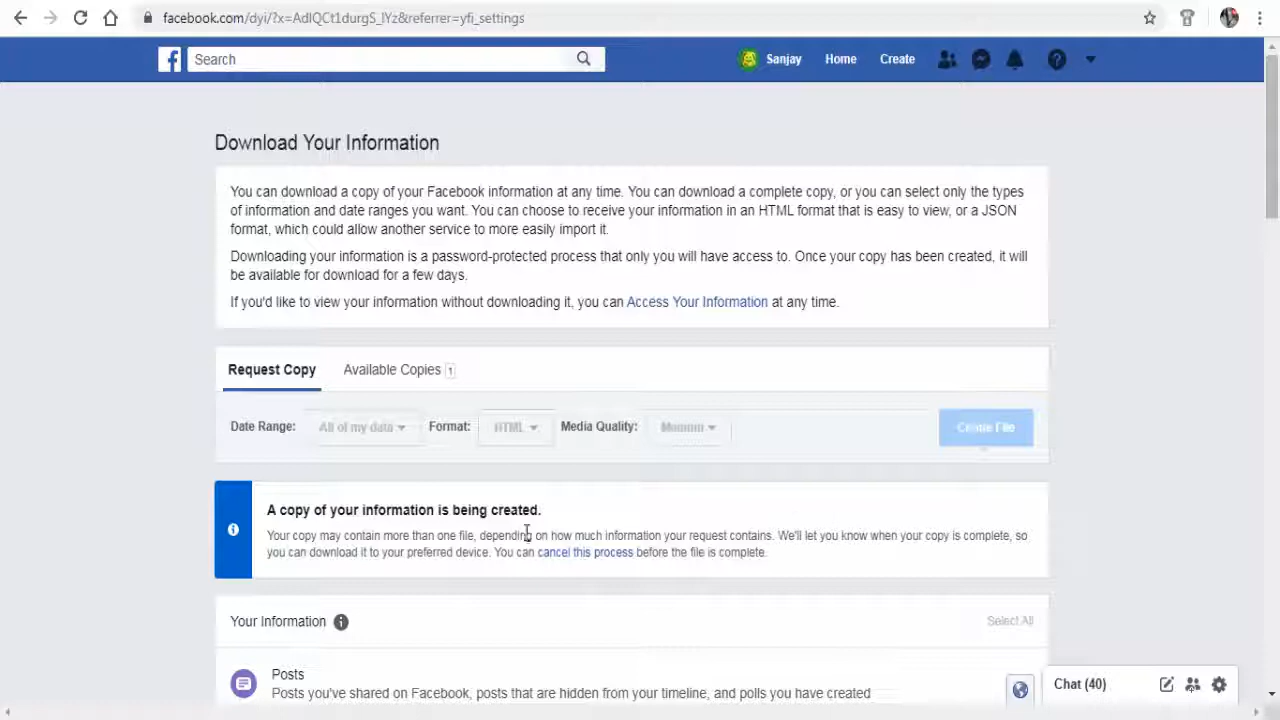 facebook.com/dyi/?x=AdlQCt1durgS_lYz&referrer=yfi_settings
f Search Sanjay Home Create
Download Your Information
You can download a copy of your Facebook information at any time. You can download a complete copy, or you can select only the types
of information and date ranges you want. You can choose to receive your information in an HTML format that is easy to view, or a JSON
format, which could allow another service to more easily import it.
Downloading your information is a password-protected process that only you will have access to. Once your copy has been created, it will
be available for download for a few days.
If you'd like to view your information without downloading it, you can Access Your Information at any time.
Request Copy Available Copies 1
Date Range: All of my data Format: HTML Media Quality: Medium Create File
A copy of your information is being created.
Your copy may contain more than one file, depending on how much information your request contains. We'll let you know when your copy is complete, so
you can download it to your preferred device. You can cancel this process before the file is complete.
Your Information Select All
Posts
Posts you've shared on Facebook, posts that are hidden from your timeline, and polls you have created
Chat (40)